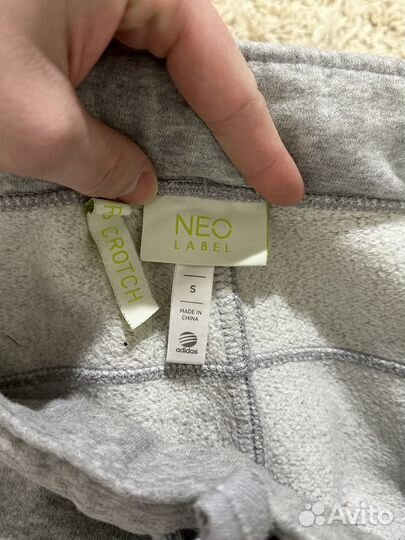 NEO
LABEL
CROTCH
S
MADE IN
CHINA
adidas
Avito